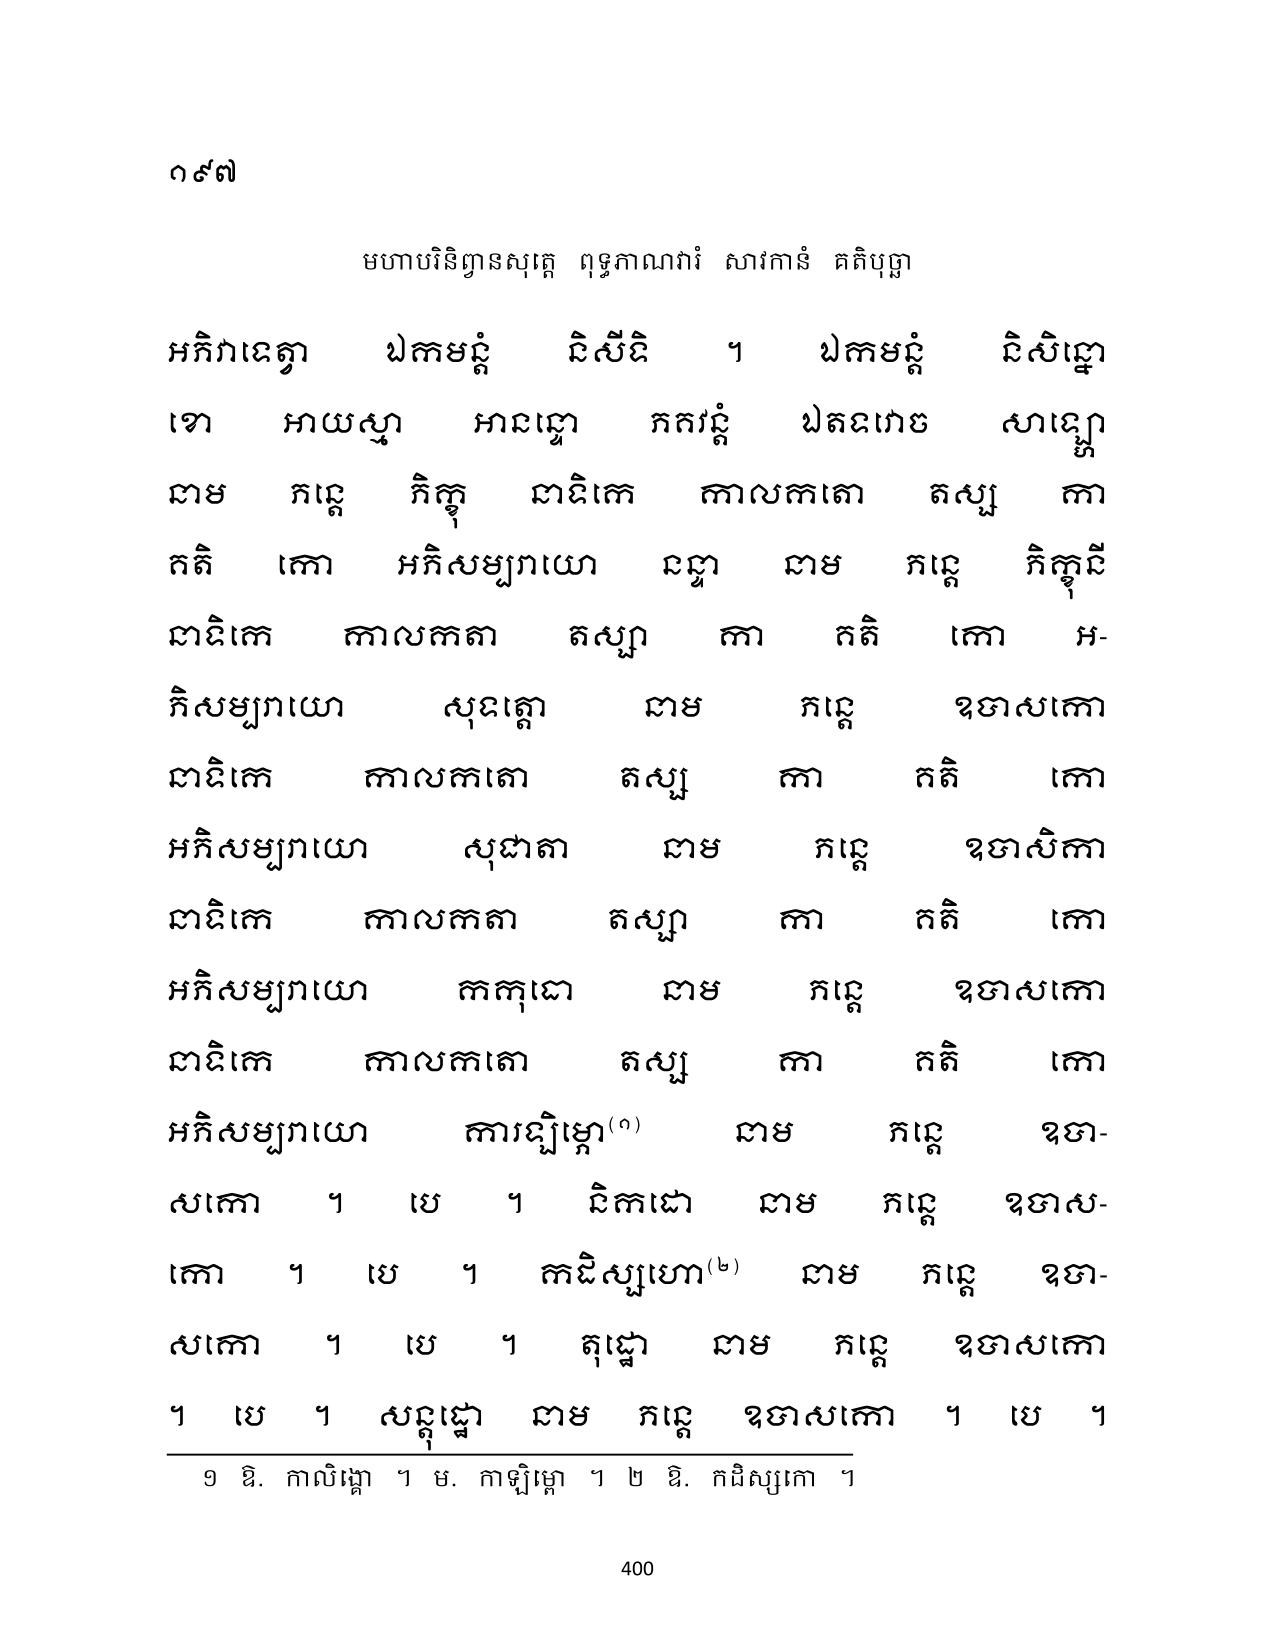 ១៩៧
មហាបរិនិព្វានសុត្តេ ពុទ្ធភាណវារំ សាវកានំ គតិបុច្ឆា
អភិវាទេត្វា ឯកមន្តំ និសីទិ ។ ឯកមន្តំ និសិន្នោ
ខោ អាយស្មា អានន្ទោ ភគវន្តំ ឯតទវោច សាឡ្ហោ
នាម ភន្តេ ភិក្ខុ នាទិកេ កាលកតោ តស្ស កា
គតិ កោ អភិសម្បរាយោ នន្ទា នាម ភន្តេ ភិក្ខុនី
នាទិកេ កាលកតា តស្សា កា គតិ កោ អ-
ភិសម្បរាយោ សុទត្តោ នាម ភន្តេ ឧបាសកោ
នាទិកេ កាលកតោ តស្ស កា គតិ កោ
អភិសម្បរាយោ សុជាតា នាម ភន្តេ ឧបាសិកា
នាទិកេ កាលកតា តស្សា កា គតិ កោ
អភិសម្បរាយោ កកុធោ នាម ភន្តេ ឧបាសកោ
នាទិកេ កាលកតោ តស្ស កា គតិ កោ
អភិសម្បរាយោ ការឡិម្ភោ(១) នាម ភន្តេ ឧបា-
សកោ ។ បេ ។ និកដោ នាម ភន្តេ ឧបាស-
កោ ។ បេ ។ កដិស្សហោ(២) នាម ភន្តេ ឧបា-
សកោ ។ បេ ។ តុដ្ឋោ នាម ភន្តេ ឧបាសកោ
។ បេ ។ សន្តុដ្ឋោ នាម ភន្តេ ឧបាសកោ ។ បេ ។
១ ឱ. កាលិង្គោ ។ ម. កាឡិម្ពោ ។ ២ ឱ. កដិស្សកោ ។
400